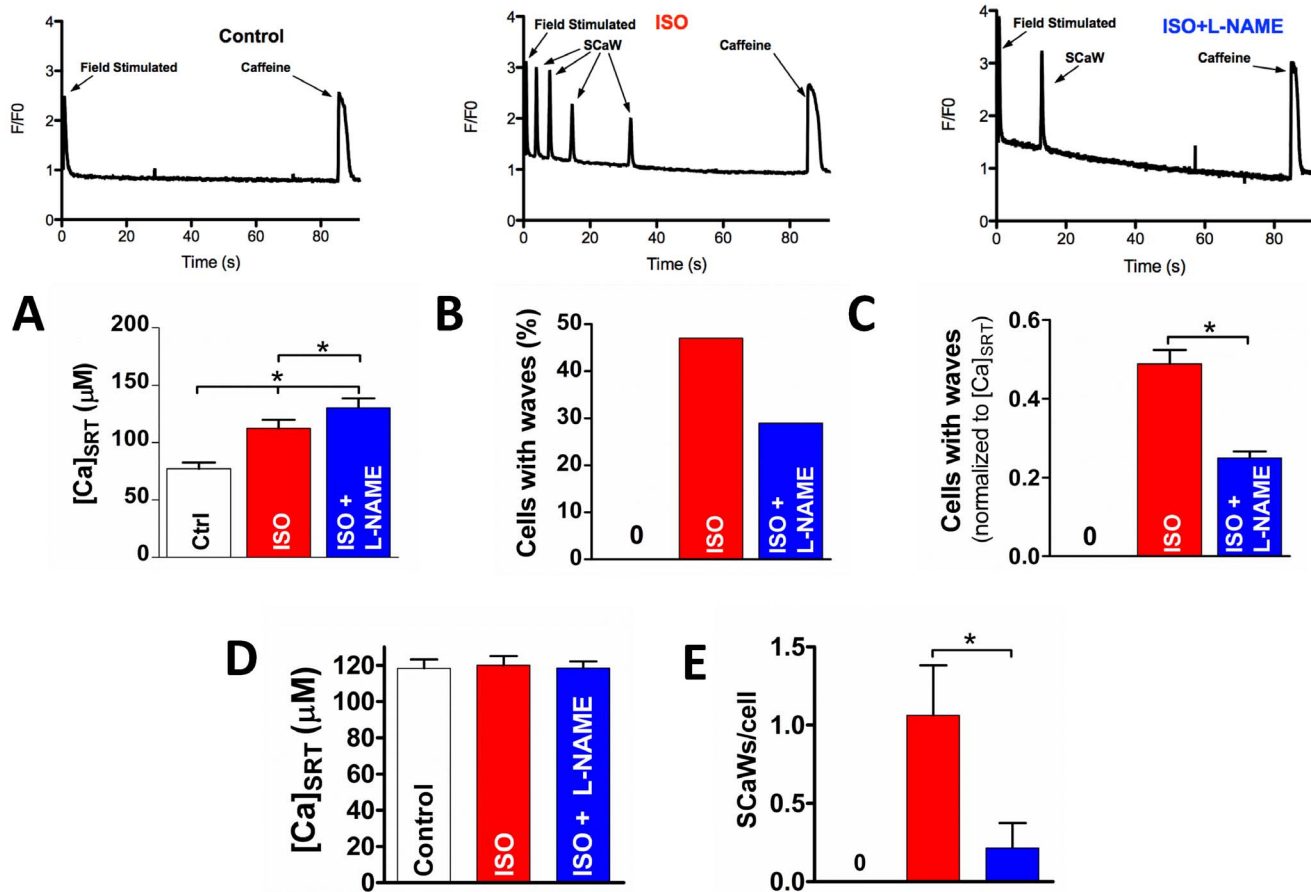 Control
Field Stimulated
Caffeine
F/F0
4
3
2
1
0
0 20 40 60 80
Time (s)
ISO
Field Stimulated
SCaW
Caffeine
F/F0
4
3
2
1
0
0 20 40 60 80
Time (s)
ISO+L-NAME
Field Stimulated
SCaW
Caffeine
F/F0
4
3
2
1
0
0 20 40 60 80
Time (s)
A
[Ca]SRT (µM)
200
150
100
50
0
*
*
Ctrl
ISO
ISO +
L-NAME
B
Cells with waves (%)
50
40
30
20
10
0
0
ISO
ISO +
L-NAME
C
Cells with waves
(normalized to [Ca]SRT)
0.6
0.4
0.2
0.0
*
0
ISO
ISO +
L-NAME
D
[Ca]SRT (µM)
120
100
80
60
40
20
0
Control
ISO
ISO + L-NAME
E
SCaWs/cell
1.5
1.0
0.5
0.0
*
0